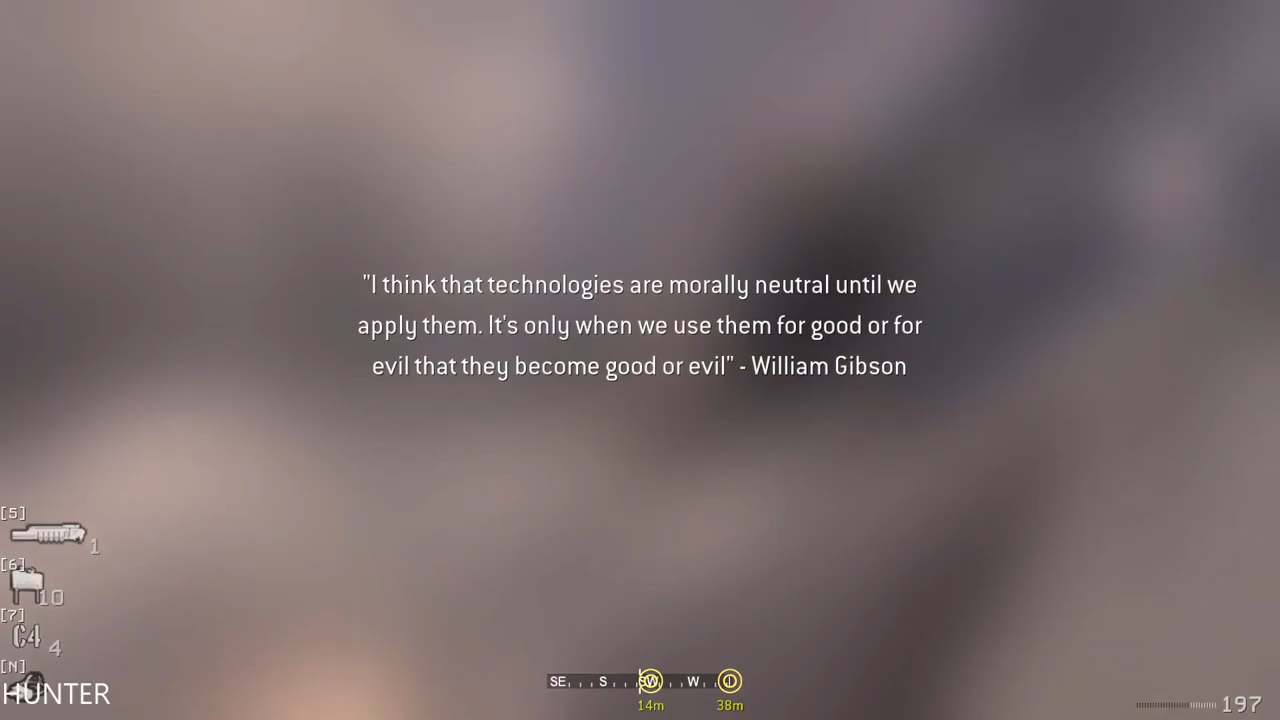 "I think that technologies are morally neutral until we
apply them. It's only when we use them for good or for
evil that they become good or evil" - William Gibson
[5]
1
[6]
10
[7]
C4 4
[N]
HUNTER
SE S SW W
14m 38m
197